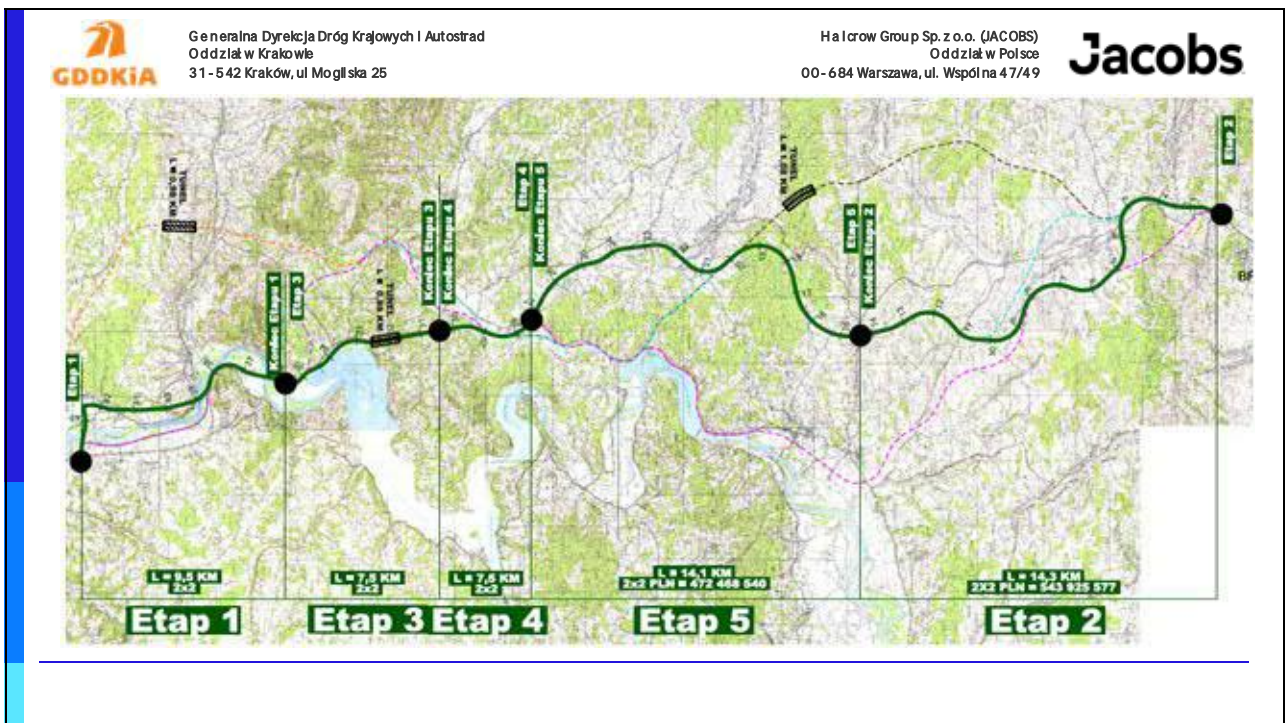 GDDKiA
Generalna Dyrekcja Dróg Krajowych i Autostrad
Oddział w Krakowie
31-542 Kraków, ul Mogilska 25
Halcrow Group Sp. z o.o. (JACOBS)
Oddział w Polsce
00-684 Warszawa, ul. Wspólna 47/49
Jacobs
Etap 1
TUNEL
Koniec Etapu 1
Etap 3
TUNEL
Koniec Etapu 3
Koniec Etapu 4
Etap 4
Koniec Etapu 5
TUNEL
Etap 5
Koniec Etapu 2
Etap 2
L = 9,5 KM
2x2
L = 7,5 KM
2x2
L = 7,5 KM
2x2
L = 14,1 KM
2x2 PLN = 472 468 540
L = 14,3 KM
2X2 PLN = 543 925 577
Etap 1
Etap 3
Etap 4
Etap 5
Etap 2